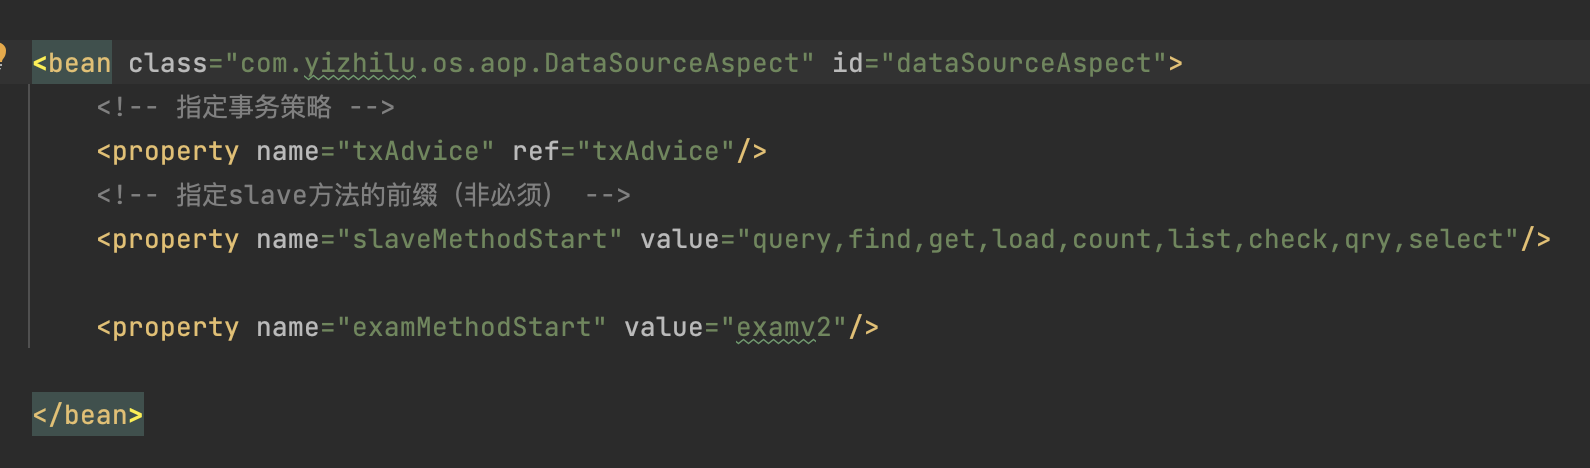 <bean class="com.yizhilu.os.aop.DataSourceAspect" id="dataSourceAspect">
<!-- 指定事务策略 -->
<property name="txAdvice" ref="txAdvice"/>
<!-- 指定slave方法的前缀（非必须） -->
<property name="slaveMethodStart" value="query,find,get,load,count,list,check,qry,select"/>
<property name="examMethodStart" value="examv2"/>
</bean>